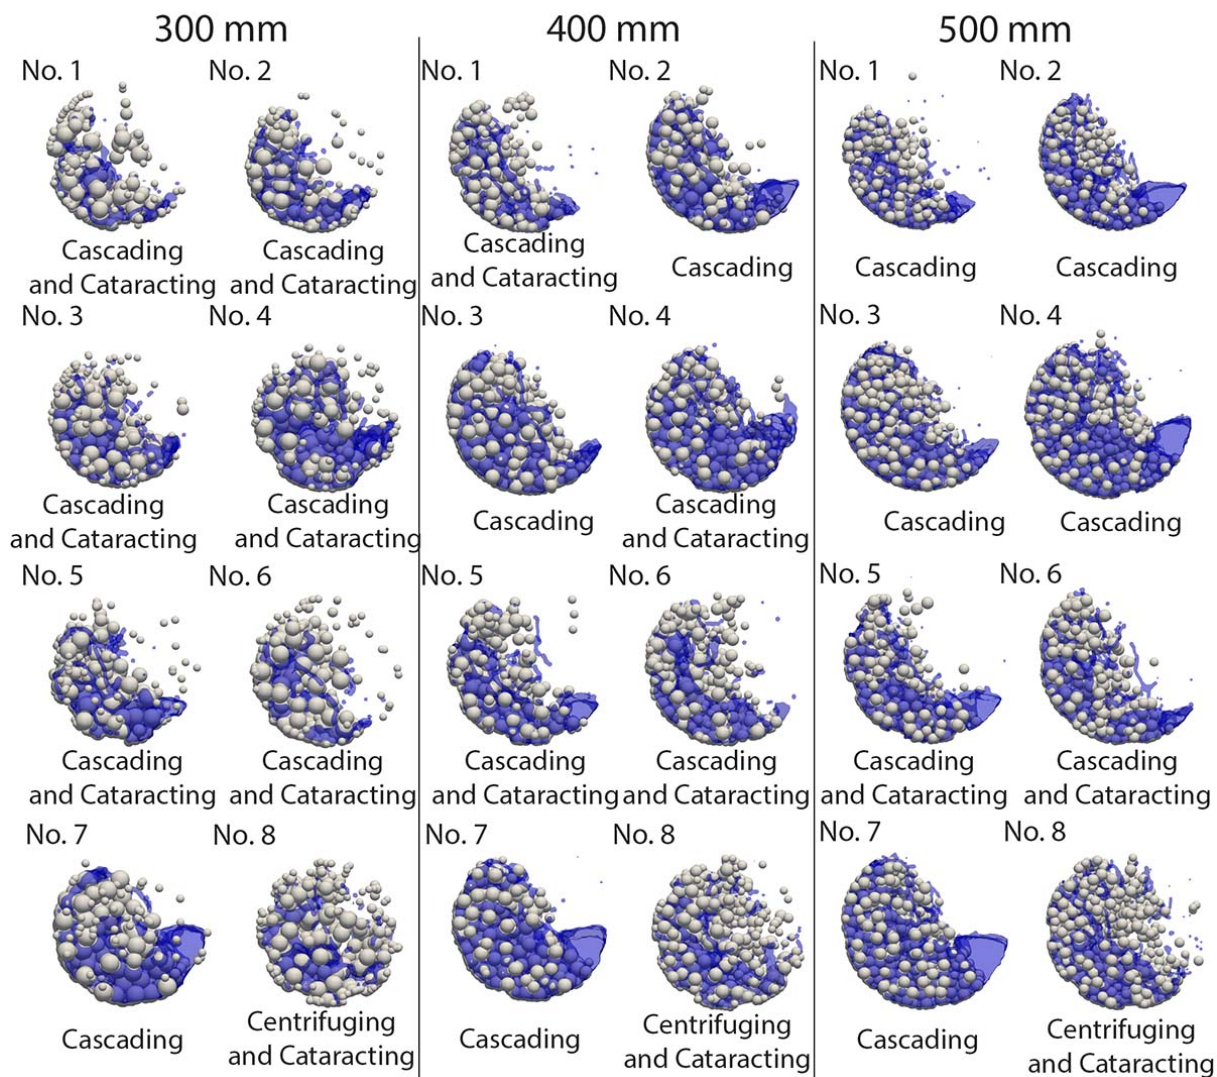 300 mm
No. 1
Cascading
and Cataracting
No. 2
Cascading
and Cataracting
No. 3
Cascading
and Cataracting
No. 4
Cascading
and Cataracting
No. 5
Cascading
and Cataracting
No. 6
Cascading
and Cataracting
No. 7
Cascading
No. 8
Centrifuging
and Cataracting
400 mm
No. 1
Cascading
and Cataracting
No. 2
Cascading
No. 3
Cascading
No. 4
Cascading
and Cataracting
No. 5
Cascading
and Cataracting
No. 6
Cascading
and Cataracting
No. 7
Cascading
No. 8
Centrifuging
and Cataracting
500 mm
No. 1
Cascading
No. 2
Cascading
No. 3
Cascading
No. 4
Cascading
No. 5
Cascading
and Cataracting
No. 6
Cascading
and Cataracting
No. 7
Cascading
No. 8
Centrifuging
and Cataracting